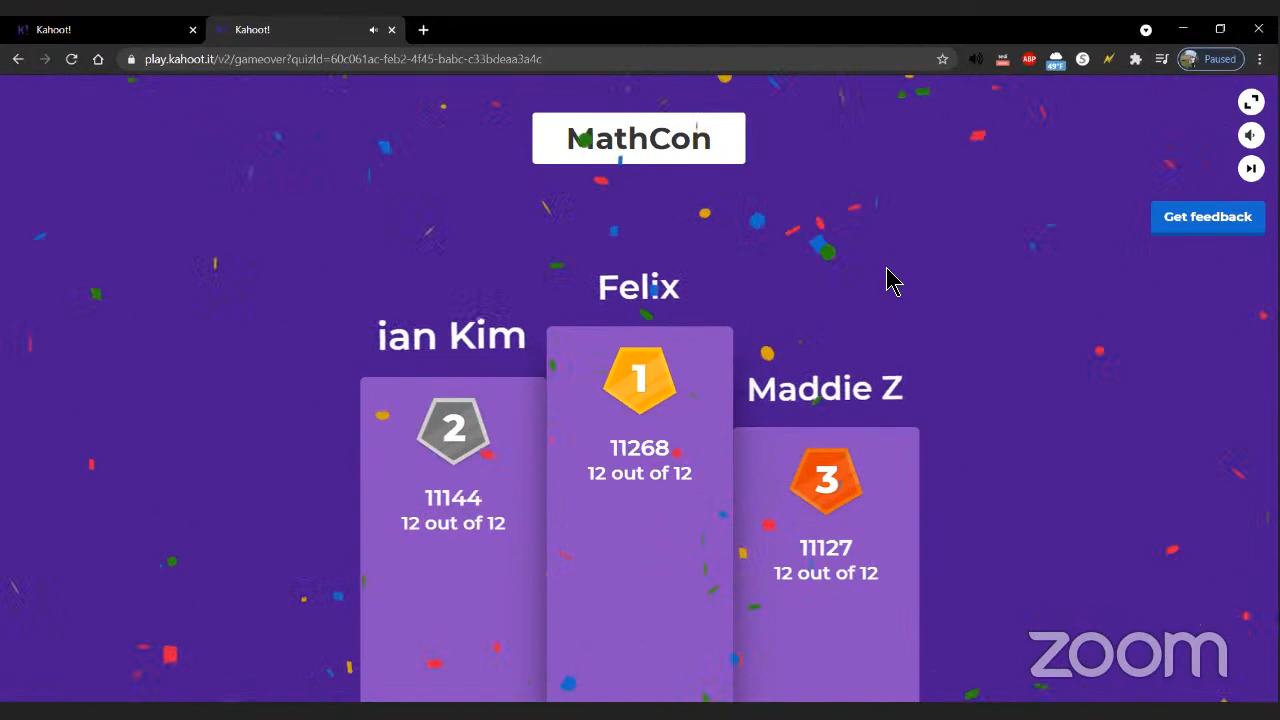 Kahoot!
Kahoot!
play.kahoot.it/v2/gameover?quizId=60c061ac-feb2-4f45-babc-c33bdeaa3a4c
ABP
49°F
S
Paused
MathCon
Get feedback
Felix
ian Kim
Maddie Z
1
11268
12 out of 12
2
11144
12 out of 12
3
11127
12 out of 12
zoom